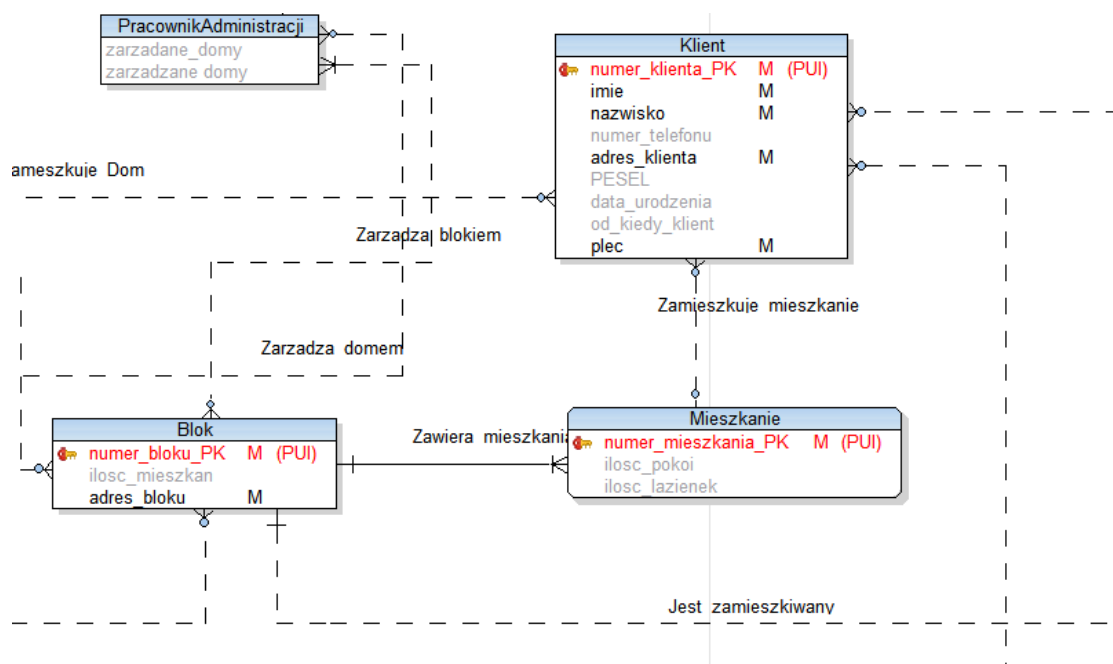 PracownikAdministracji
zarzadane_domy
zarzadzane domy
Klient
numer_klienta_PK M (PUI)
imie M
nazwisko M
numer_telefonu
adres_klienta M
PESEL
data_urodzenia
od_kiedy_klient
plec M
ameszkuje Dom
Zarzadza blokiem
Zamieszkuje mieszkanie
Zarzadza domem
Blok
numer_bloku_PK M (PUI)
ilosc_mieszkan
adres_bloku M
Zawiera mieszkania
Mieszkanie
numer_mieszkania_PK M (PUI)
ilosc_pokoi
ilosc_lazienek
Jest zamieszkiwany